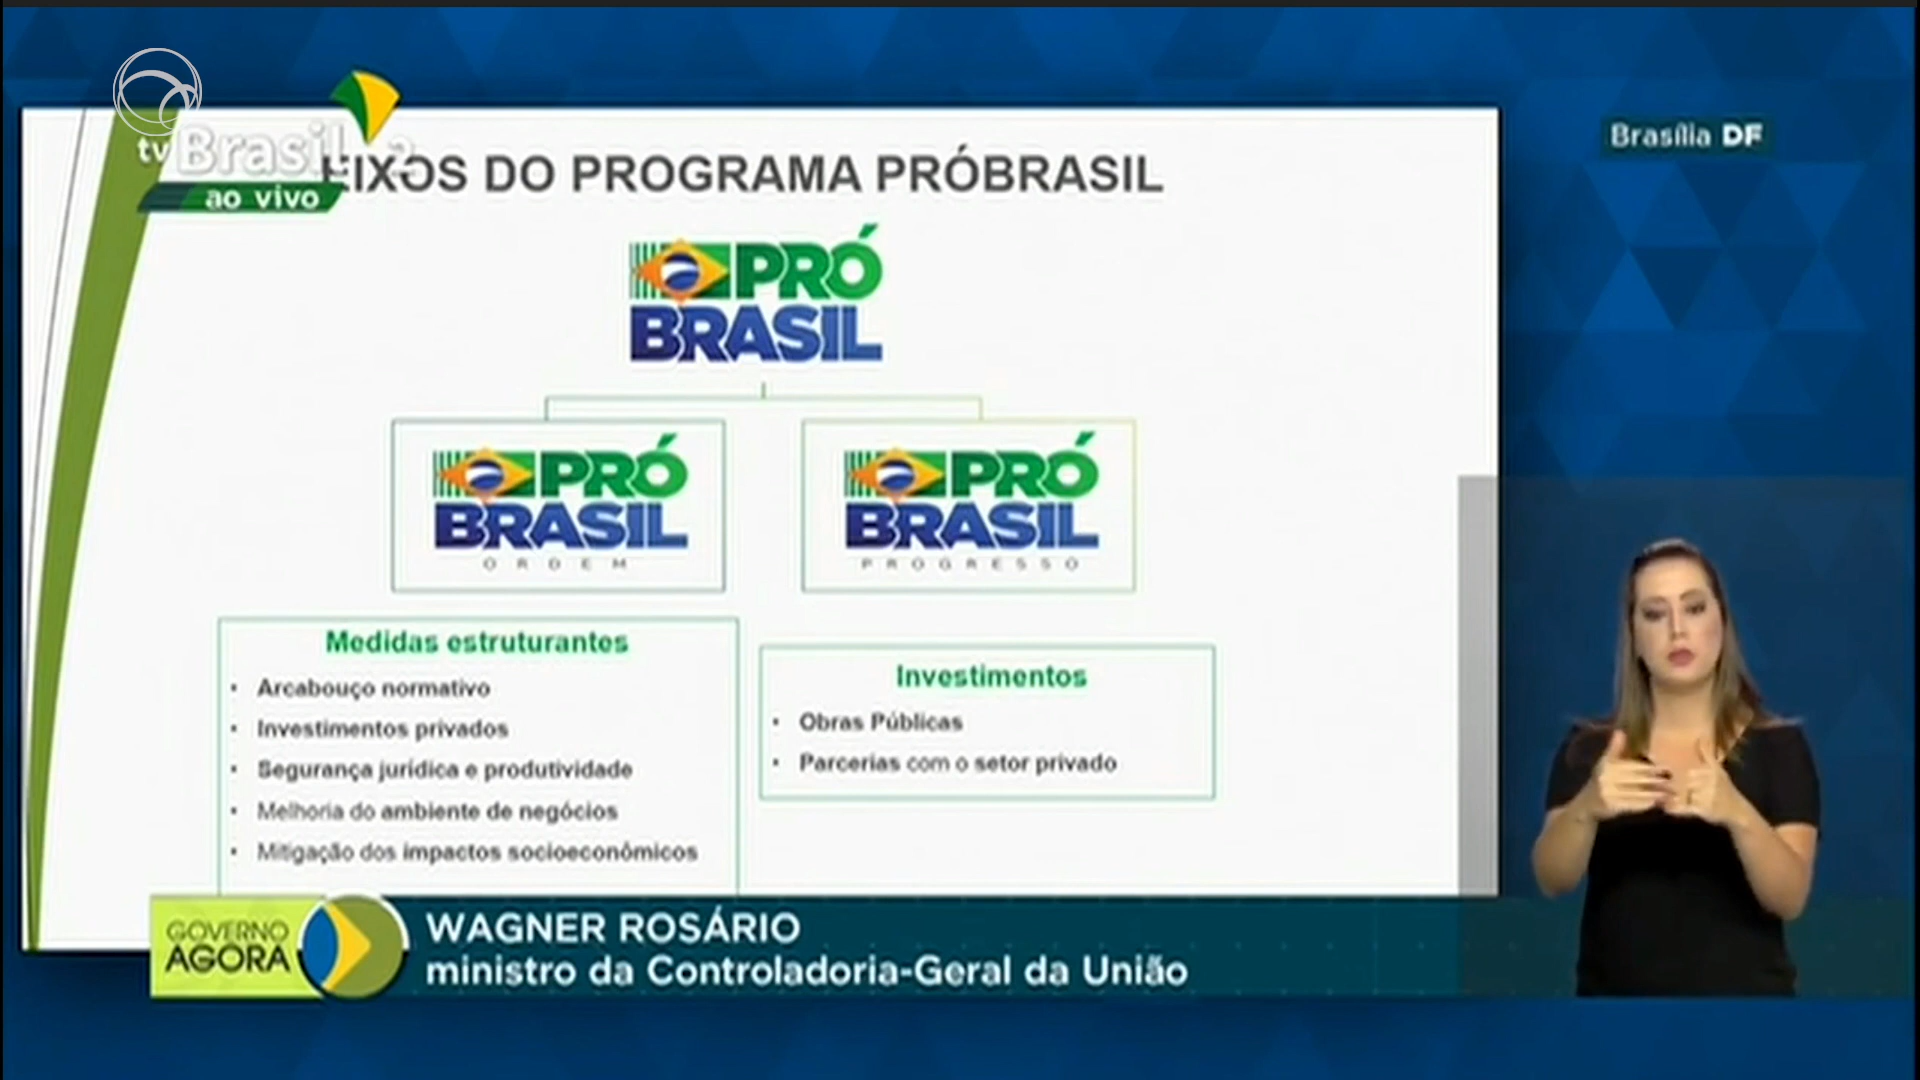 tv Brasil 2
ao vivo
EIXOS DO PROGRAMA PRÓBRASIL
Brasília DF
PRÓ
BRASIL
PRÓ
BRASIL
ORDEM
PRÓ
BRASIL
PROGRESSO
Medidas estruturantes
• Arcabouço normativo
• Investimentos privados
• Segurança jurídica e produtividade
• Melhoria do ambiente de negócios
• Mitigação dos impactos socioeconômicos
Investimentos
• Obras Públicas
• Parcerias com o setor privado
GOVERNO
AGORA
WAGNER ROSÁRIO
ministro da Controladoria-Geral da União